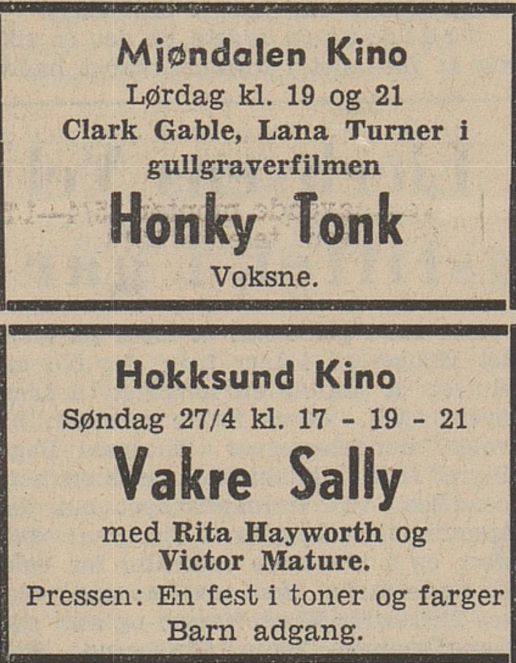 Mjøndalen Kino
Lørdag kl. 19 og 21
Clark Gable, Lana Turner i
gullgraverfilmen
Honky Tonk
Voksne.
Hokksund Kino
Søndag 27/4 kl. 17 - 19 - 21
Vakre Sally
med Rita Hayworth og
Victor Mature.
Pressen: En fest i toner og farger
Barn adgang.